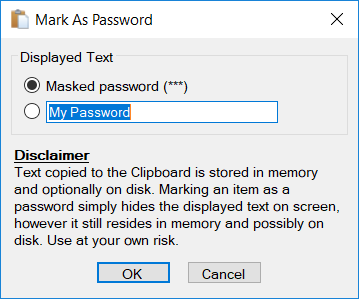 Mark As Password
Displayed Text
Masked password (***)
My Password
Disclaimer
Text copied to the Clipboard is stored in memory
and optionally on disk. Marking an item as a
password simply hides the displayed text on screen,
however it still resides in memory and possibly on
disk. Use at your own risk.
OK Cancel